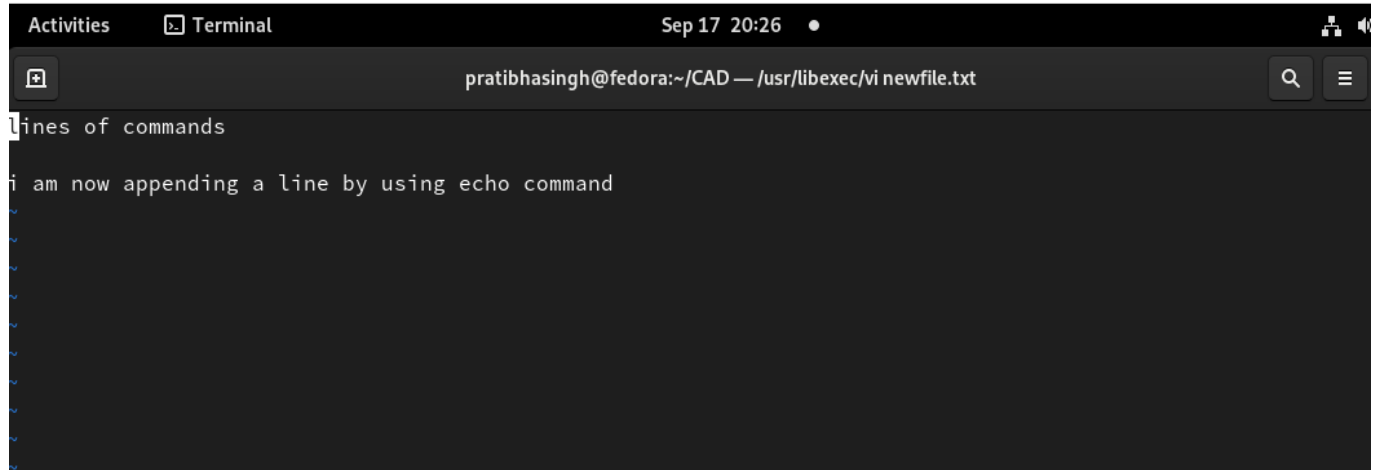 Activities Terminal Sep 17 20:26
pratibhasingh@fedora:~/CAD — /usr/libexec/vi newfile.txt
lines of commands
i am now appending a line by using echo command
~
~
~
~
~
~
~
~
~
~